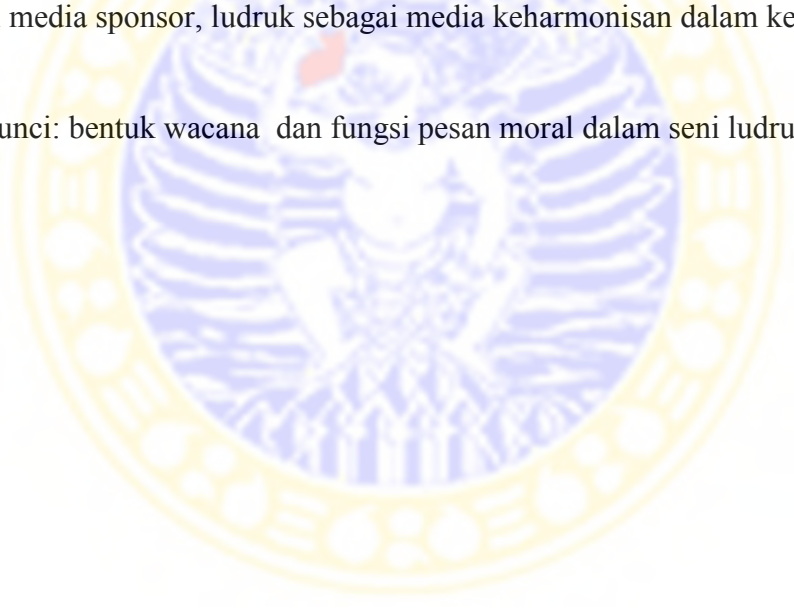 media sponsor, ludruk sebagai media keharmonisan dalam ke
unci: bentuk wacana dan fungsi pesan moral dalam seni ludru